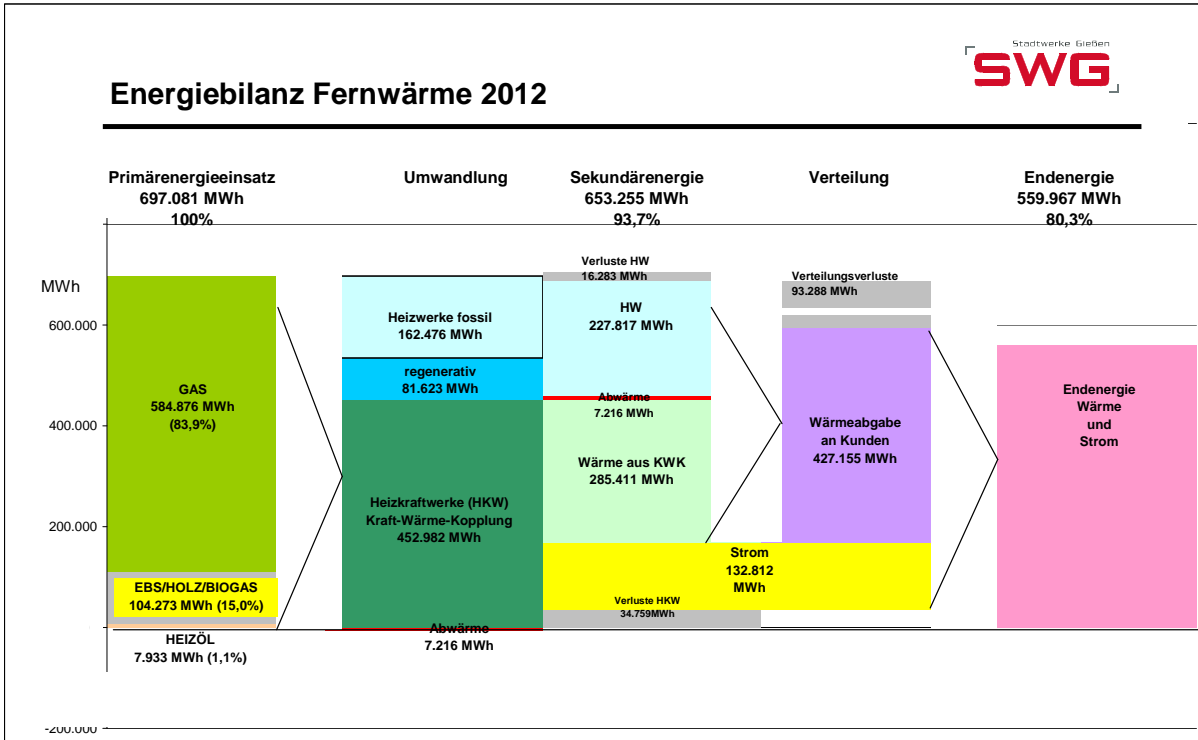 Stadtwerke Gießen
SWG
Energiebilanz Fernwärme 2012
Primärenergieeinsatz
697.081 MWh
100%
Umwandlung
Sekundärenergie
653.255 MWh
93,7%
Verteilung
Endenergie
559.967 MWh
80,3%
MWh
600.000
400.000
200.000
-
-200.000
GAS
584.876 MWh
(83,9%)
EBS/HOLZ/BIOGAS
104.273 MWh (15,0%)
HEIZÖL
7.933 MWh (1,1%)
Heizwerke fossil
162.476 MWh
regenerativ
81.623 MWh
Heizkraftwerke (HKW)
Kraft-Wärme-Kopplung
452.982 MWh
Abwärme
7.216 MWh
Verluste HW
16.283 MWh
HW
227.817 MWh
Abwärme
7.216 MWh
Wärme aus KWK
285.411 MWh
Strom
132.812
MWh
Verluste HKW
34.759MWh
Verteilungsverluste
93.288 MWh
Wärmeabgabe
an Kunden
427.155 MWh
Endenergie
Wärme
und
Strom